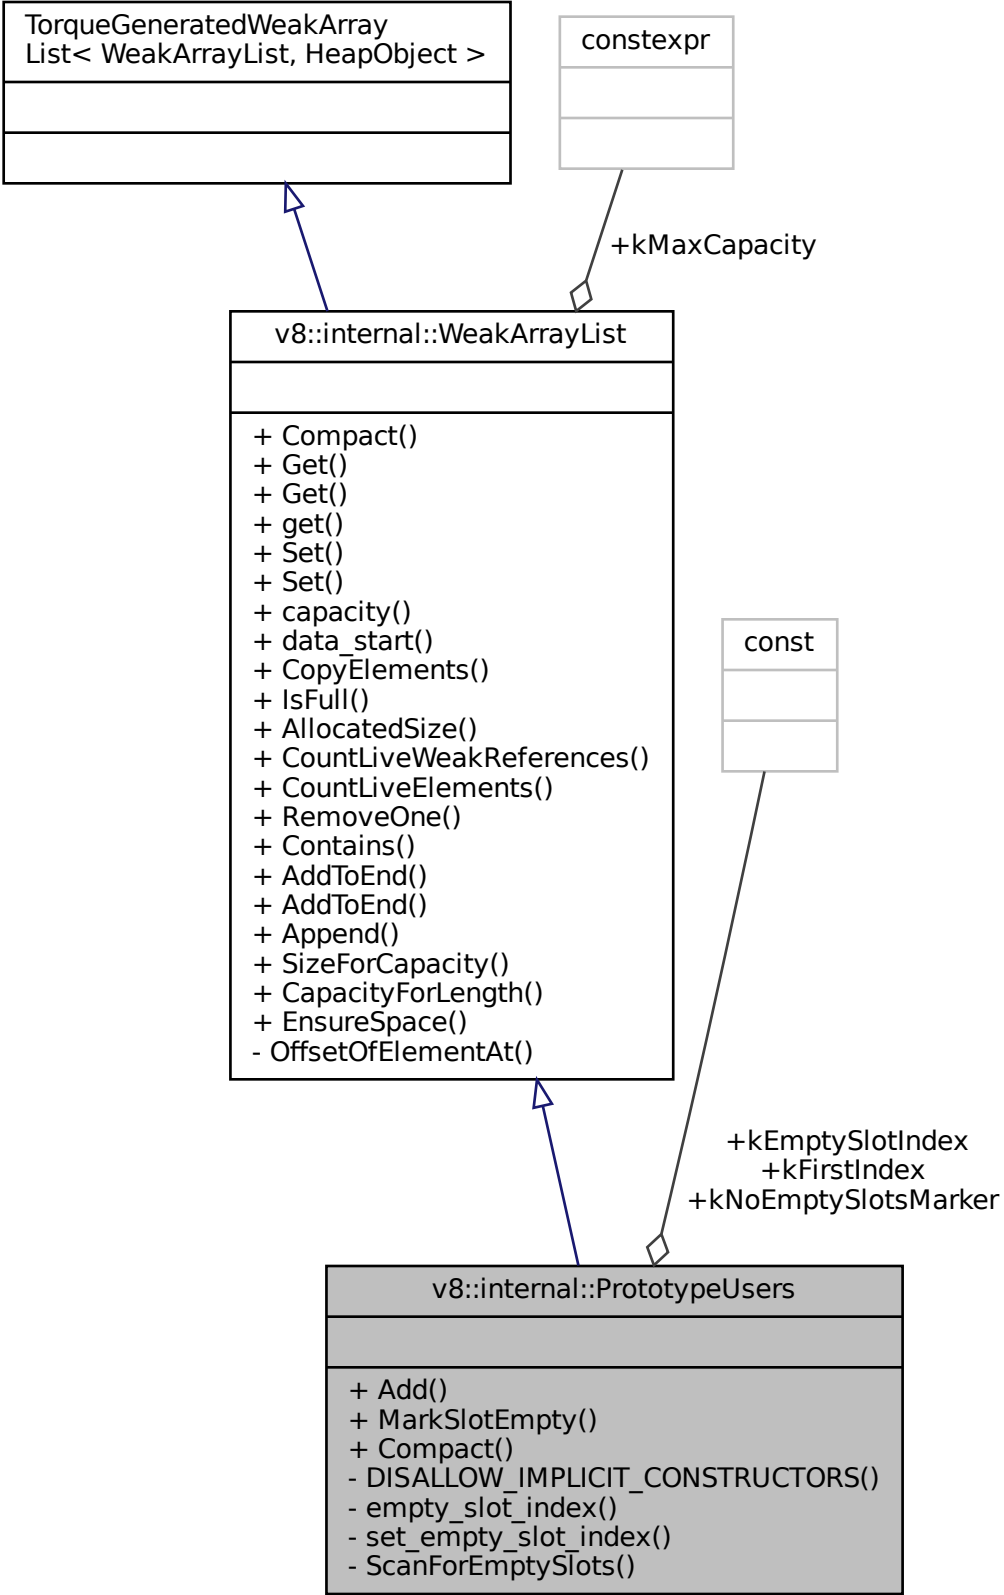 TorqueGeneratedWeakArray
List< WeakArrayList, HeapObject >
constexpr
+kMaxCapacity
v8::internal::WeakArrayList
+ Compact()
+ Get()
+ Get()
+ get()
+ Set()
+ Set()
+ capacity()
+ data_start()
+ CopyElements()
+ IsFull()
+ AllocatedSize()
+ CountLiveWeakReferences()
+ CountLiveElements()
+ RemoveOne()
+ Contains()
+ AddToEnd()
+ AddToEnd()
+ Append()
+ SizeForCapacity()
+ CapacityForLength()
+ EnsureSpace()
- OffsetOfElementAt()
const
+kEmptySlotIndex
+kFirstIndex
+kNoEmptySlotsMarker
v8::internal::PrototypeUsers
+ Add()
+ MarkSlotEmpty()
+ Compact()
- DISALLOW_IMPLICIT_CONSTRUCTORS()
- empty_slot_index()
- set_empty_slot_index()
- ScanForEmptySlots()